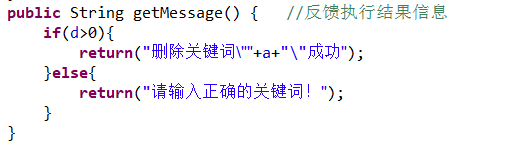 public String getMessage() {   //反馈执行结果信息
    if(d>0){
        return("删除关键词\""+a+"\"成功");
    }else{
        return("请输入正确的关键词！");
    }
}